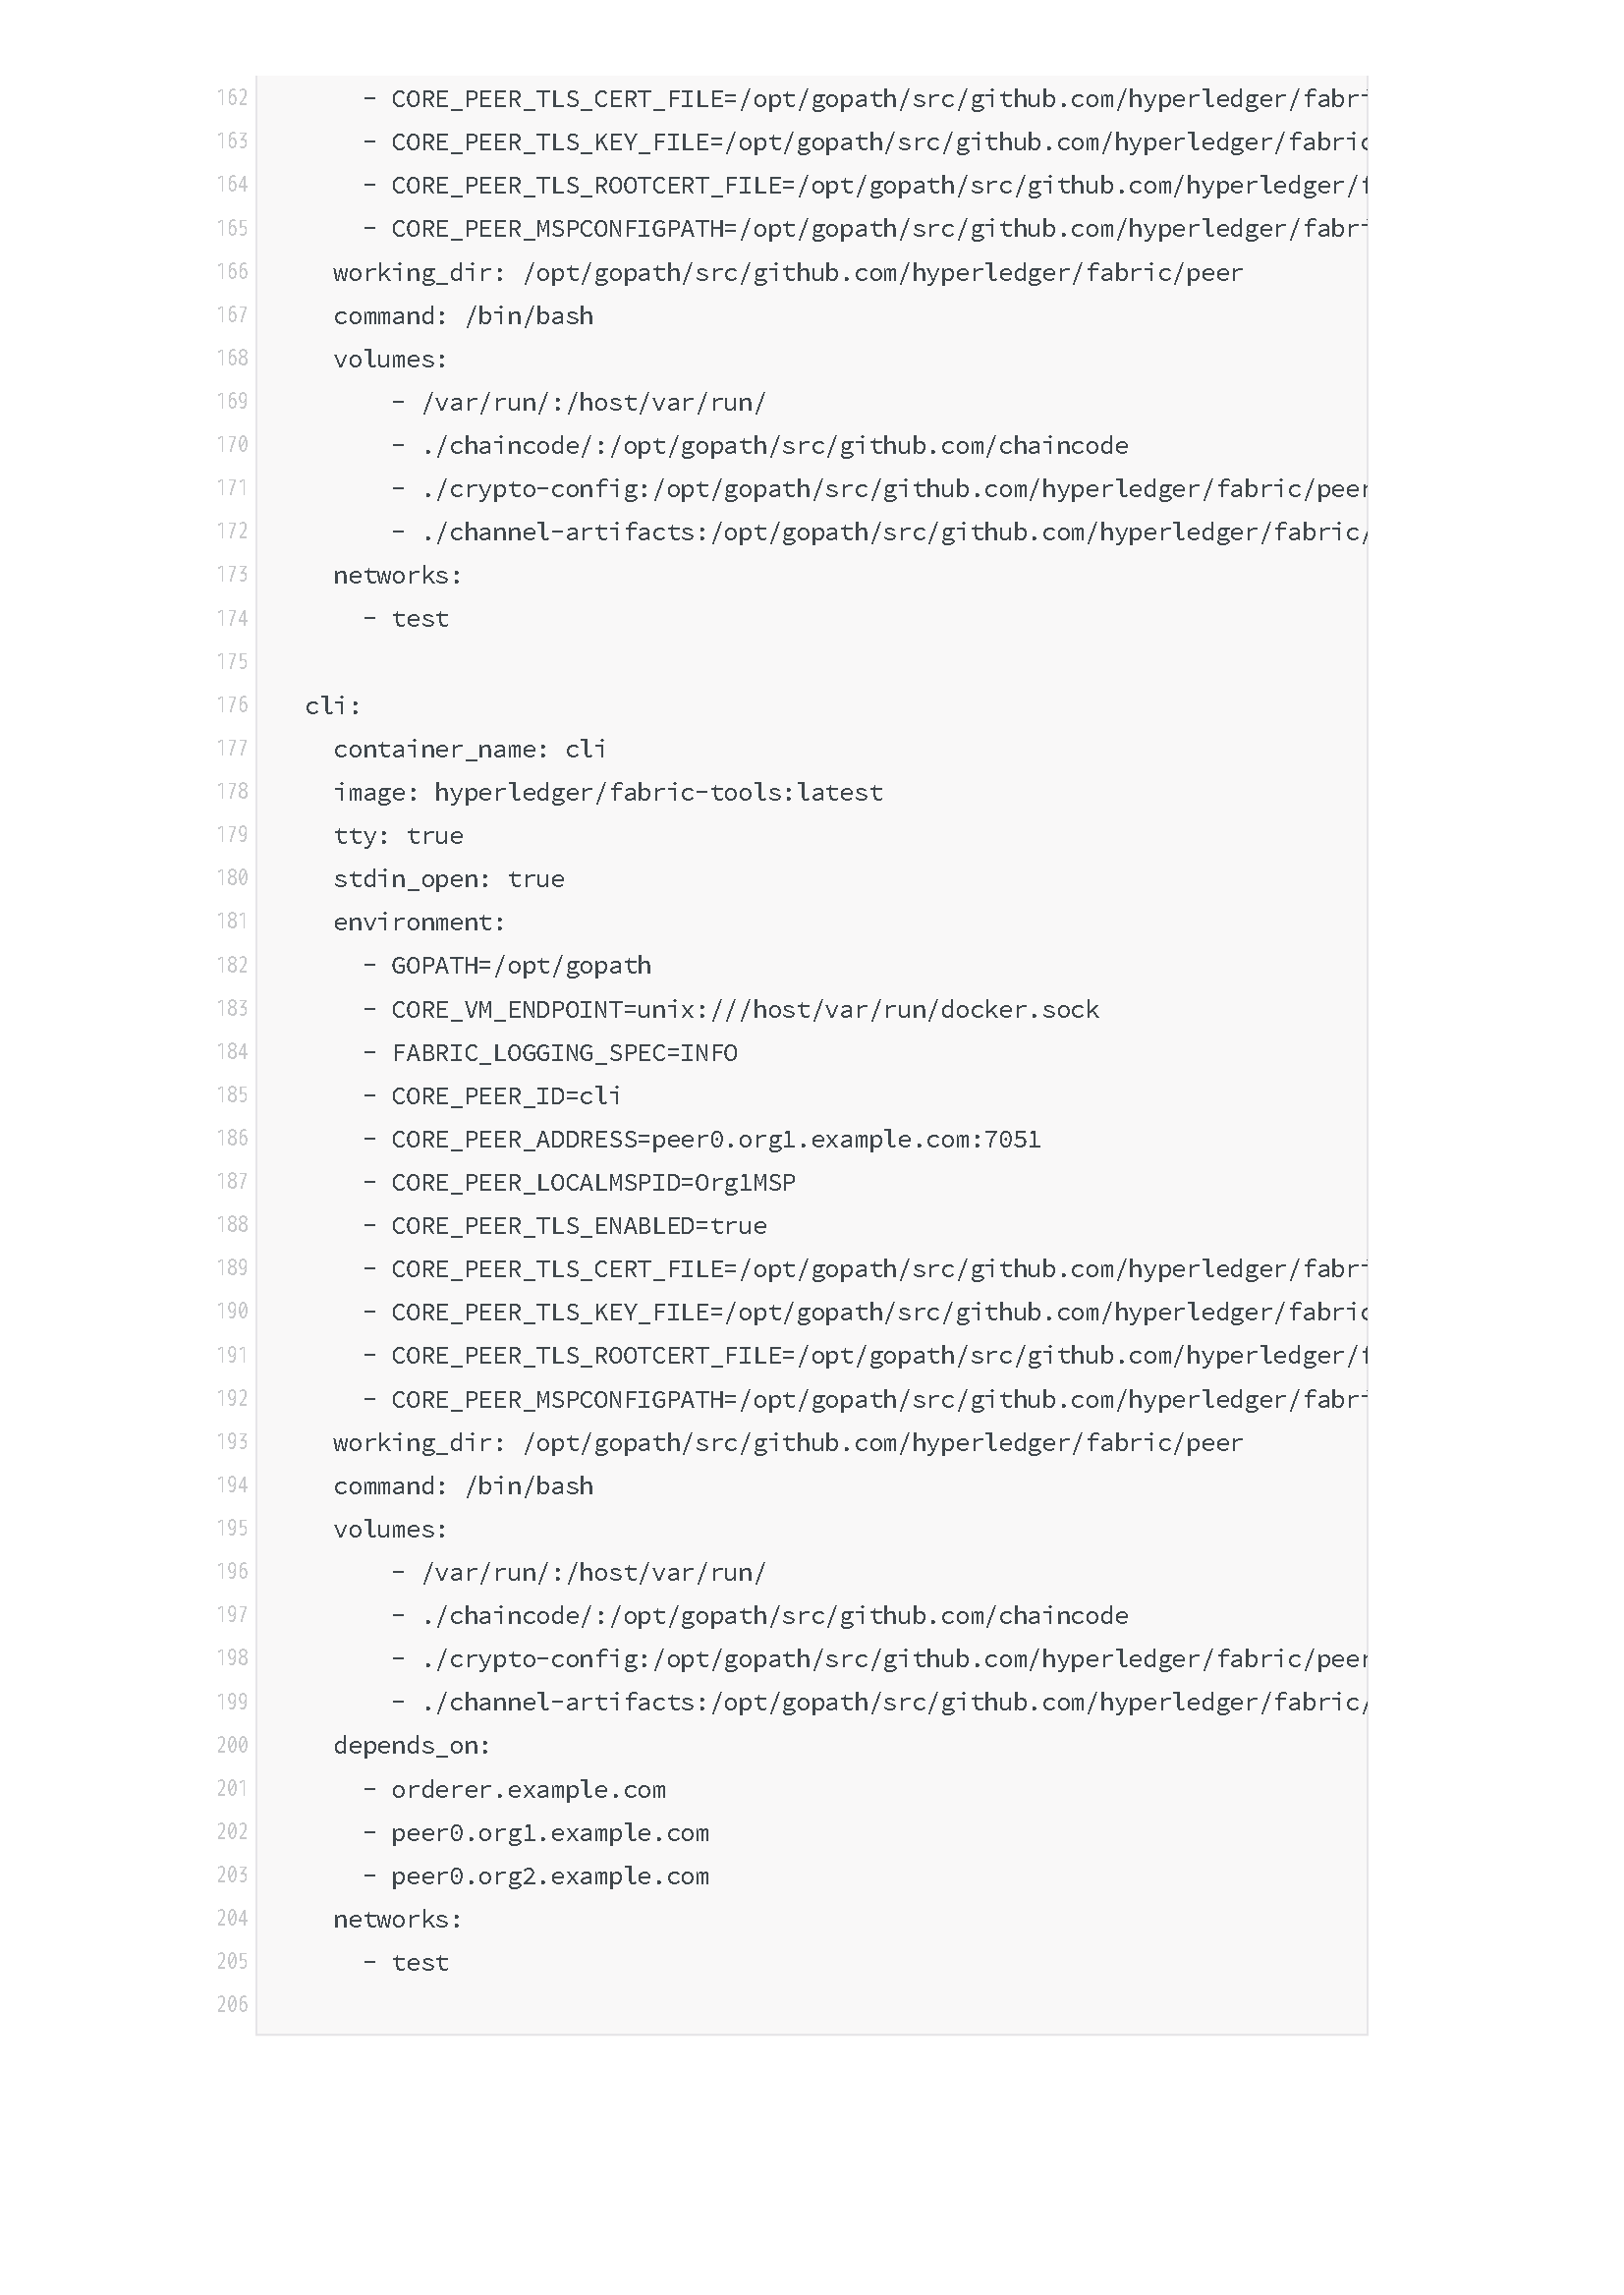 162 - CORE_PEER_TLS_CERT_FILE=/opt/gopath/src/github.com/hyperledger/fabri
163 - CORE_PEER_TLS_KEY_FILE=/opt/gopath/src/github.com/hyperledger/fabric
164 - CORE_PEER_TLS_ROOTCERT_FILE=/opt/gopath/src/github.com/hyperledger/f
165 - CORE_PEER_MSPCONFIGPATH=/opt/gopath/src/github.com/hyperledger/fabri
166 working_dir: /opt/gopath/src/github.com/hyperledger/fabric/peer
167 command: /bin/bash
168 volumes:
169 - /var/run/:/host/var/run/
170 - ./chaincode/:/opt/gopath/src/github.com/chaincode
171 - ./crypto-config:/opt/gopath/src/github.com/hyperledger/fabric/peer
172 - ./channel-artifacts:/opt/gopath/src/github.com/hyperledger/fabric/
173 networks:
174 - test
175
176 cli:
177 container_name: cli
178 image: hyperledger/fabric-tools:latest
179 tty: true
180 stdin_open: true
181 environment:
182 - GOPATH=/opt/gopath
183 - CORE_VM_ENDPOINT=unix:///host/var/run/docker.sock
184 - FABRIC_LOGGING_SPEC=INFO
185 - CORE_PEER_ID=cli
186 - CORE_PEER_ADDRESS=peer0.org1.example.com:7051
187 - CORE_PEER_LOCALMSPID=Org1MSP
188 - CORE_PEER_TLS_ENABLED=true
189 - CORE_PEER_TLS_CERT_FILE=/opt/gopath/src/github.com/hyperledger/fabri
190 - CORE_PEER_TLS_KEY_FILE=/opt/gopath/src/github.com/hyperledger/fabric
191 - CORE_PEER_TLS_ROOTCERT_FILE=/opt/gopath/src/github.com/hyperledger/f
192 - CORE_PEER_MSPCONFIGPATH=/opt/gopath/src/github.com/hyperledger/fabri
193 working_dir: /opt/gopath/src/github.com/hyperledger/fabric/peer
194 command: /bin/bash
195 volumes:
196 - /var/run/:/host/var/run/
197 - ./chaincode/:/opt/gopath/src/github.com/chaincode
198 - ./crypto-config:/opt/gopath/src/github.com/hyperledger/fabric/peer
199 - ./channel-artifacts:/opt/gopath/src/github.com/hyperledger/fabric/
200 depends_on:
201 - orderer.example.com
202 - peer0.org1.example.com
203 - peer0.org2.example.com
204 networks:
205 - test
206